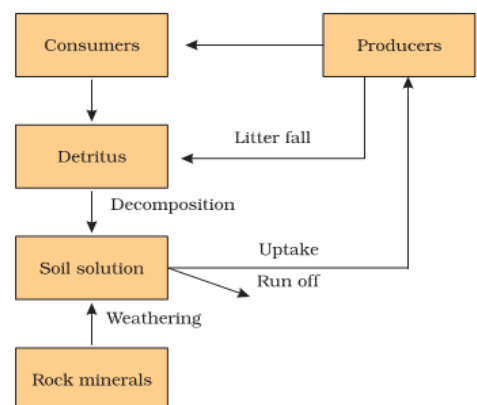 Consumers
Producers
Litter fall
Detritus
Decomposition
Uptake
Soil solution
Run off
Weathering
Rock minerals